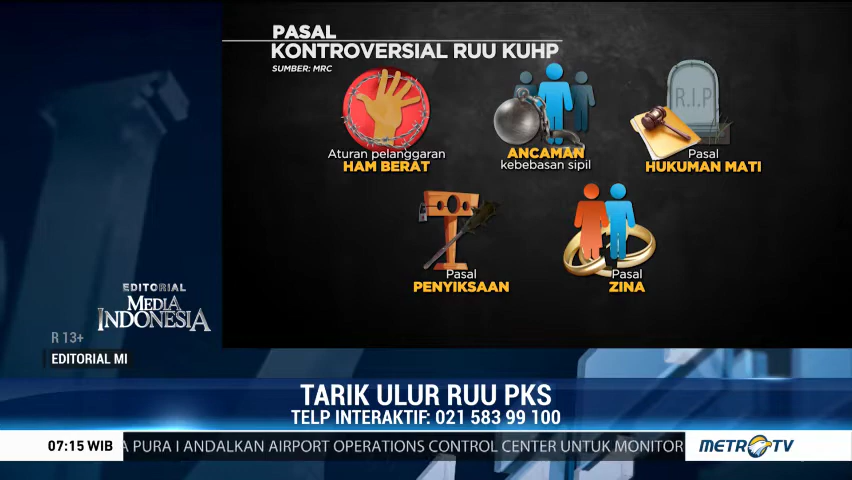 PASAL
KONTROVERSIAL RUU KUHP
SUMBER: MRC
Aturan pelanggaran
HAM BERAT
ANCAMAN
kebebasan sipil
R.I.P
Pasal
HUKUMAN MATI
Pasal
PENYIKSAAN
Pasal
ZINA
EDITORIAL
MEDIA
INDONESIA
R 13+
EDITORIAL MI
TARIK ULUR RUU PKS
TELP INTERAKTIF: 021 583 99 100
07:15 WIB
A PURA I ANDALKAN AIRPORT OPERATIONS CONTROL CENTER UNTUK MONITOR
METRO TV